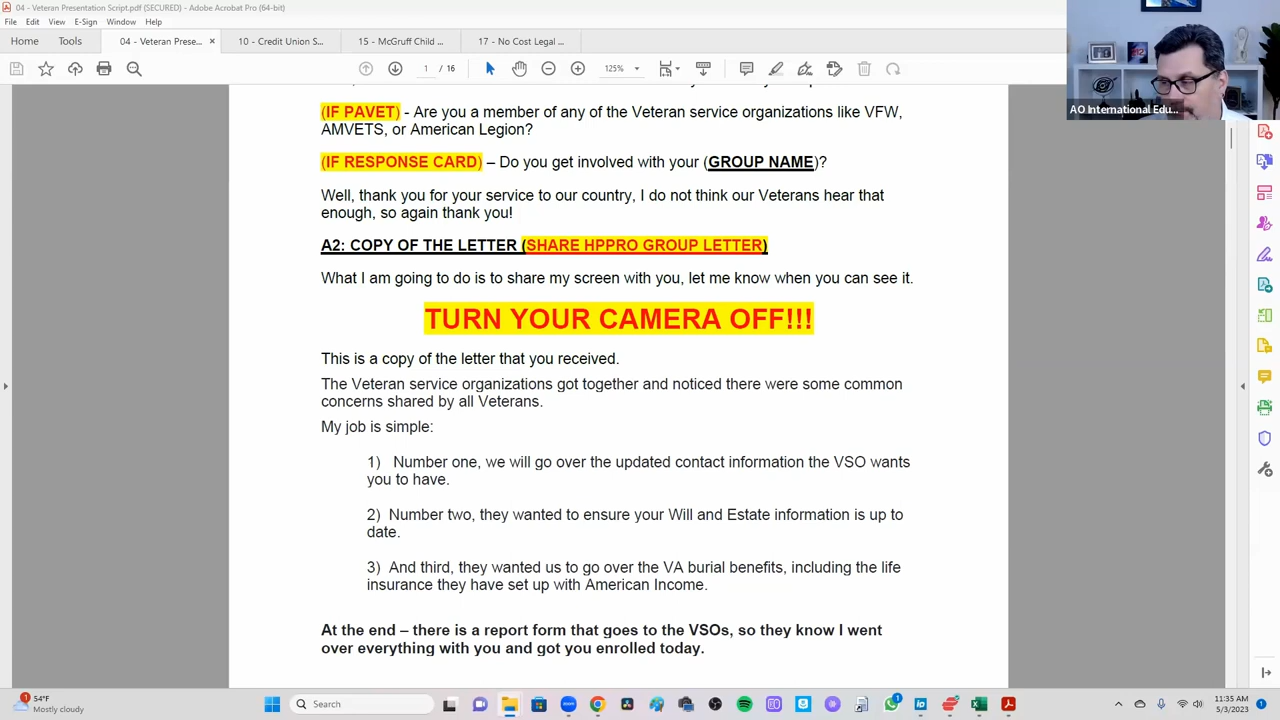 04 - Veteran Presentation Script.pdf (SECURED) - Adobe Acrobat Pro (64-bit)
File Edit View E-Sign Window Help
Home Tools 04 - Veteran Prese... × 10 - Credit Union S... 15 - McGruff Child ... 17 - No Cost Legal ...
1 / 16 125%
AO International Edu...
(IF PAVET) - Are you a member of any of the Veteran service organizations like VFW,
AMVETS, or American Legion?
(IF RESPONSE CARD) – Do you get involved with your (GROUP NAME)?
Well, thank you for your service to our country, I do not think our Veterans hear that
enough, so again thank you!
A2: COPY OF THE LETTER (SHARE HPPRO GROUP LETTER)
What I am going to do is to share my screen with you, let me know when you can see it.
TURN YOUR CAMERA OFF!!!
This is a copy of the letter that you received.
The Veteran service organizations got together and noticed there were some common
concerns shared by all Veterans.
My job is simple:
1) Number one, we will go over the updated contact information the VSO wants
you to have.
2) Number two, they wanted to ensure your Will and Estate information is up to
date.
3) And third, they wanted us to go over the VA burial benefits, including the life
insurance they have set up with American Income.
At the end – there is a report form that goes to the VSOs, so they know I went
over everything with you and got you enrolled today.
1 54°F
Mostly cloudy
Search
11:35 AM
5/3/2023